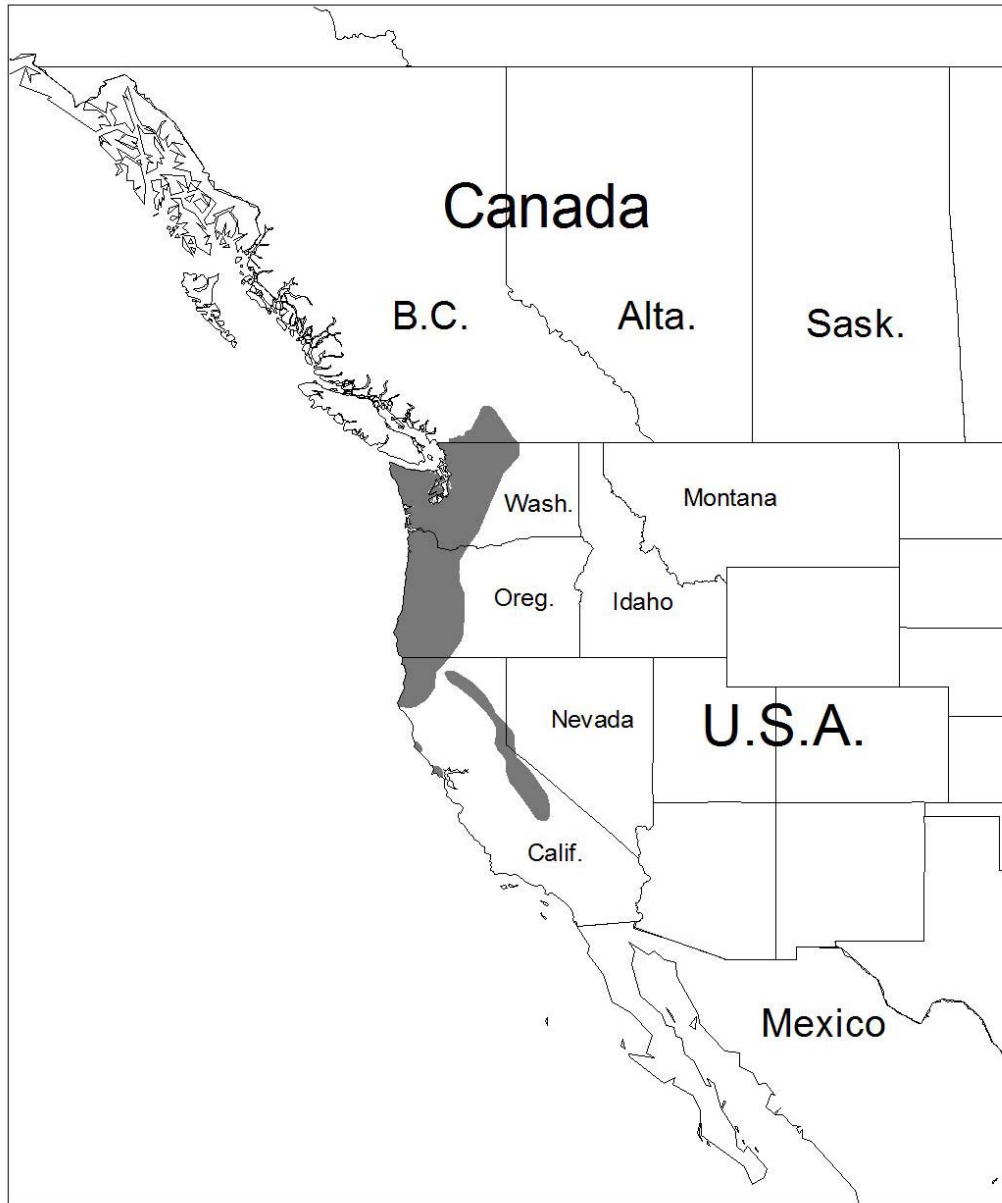 Canada
B.C.
Alta.
Sask.
Wash.
Montana
Oreg.
Idaho
Nevada
U.S.A.
Calif.
Mexico